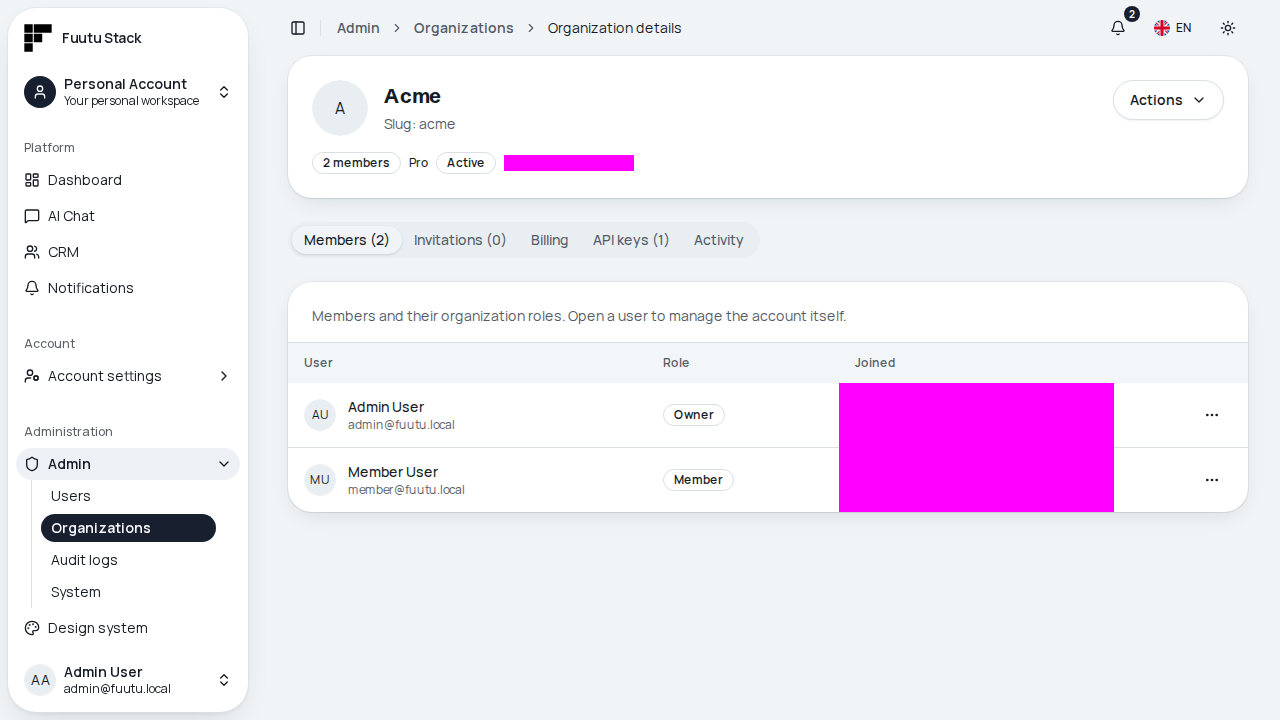 Fuutu Stack
Personal Account
Your personal workspace
Platform
Dashboard
AI Chat
CRM
Notifications
Account
Account settings
Administration
Admin
Users
Organizations
Audit logs
System
Design system
AA
Admin User
admin@fuutu.local
Admin
Organizations
Organization details
2
EN
A
Acme
Slug: acme
Actions
2 members
Pro
Active
Members (2)
Invitations (0)
Billing
API keys (1)
Activity
Members and their organization roles. Open a user to manage the account itself.
User
Role
Joined
AU
Admin User
admin@fuutu.local
Owner
MU
Member User
member@fuutu.local
Member